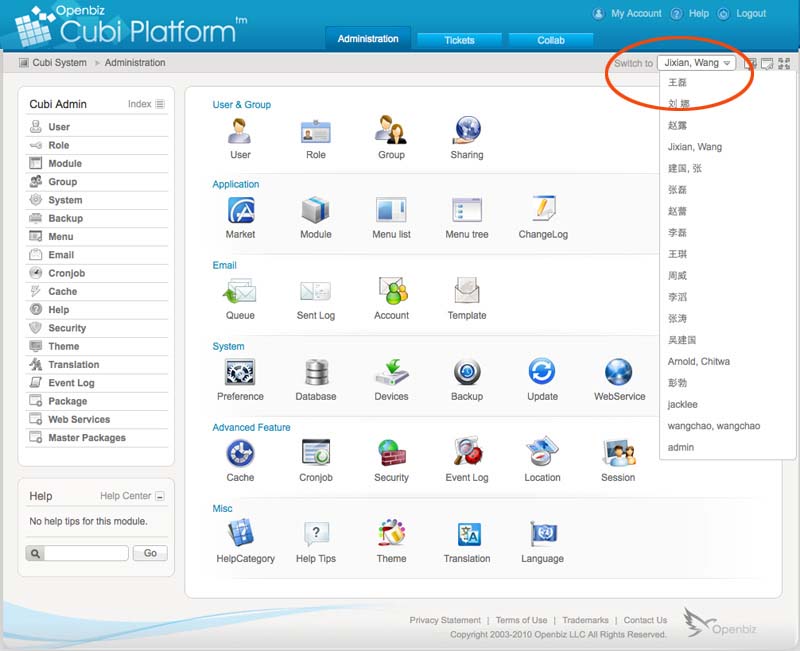 Openbiz
Cubi Platform™
My Account Help Logout
Administration Tickets Collab
Cubi System ▸ Administration
Switch to Jixian, Wang
王磊
刘 娜
赵露
Jixian, Wang
建国, 张
张磊
赵蕾
李磊
王琪
周威
李滔
张涛
吴建国
Arnold, Chitwa
彭勃
jacklee
wangchao, wangchao
admin
Cubi Admin Index
User
Role
Module
Group
System
Backup
Menu
Email
Cronjob
Cache
Help
Security
Theme
Translation
Event Log
Package
Web Services
Master Packages
Help Help Center
No help tips for this module.
Go
User & Group
User Role Group Sharing
Application
Market Module Menu list Menu tree ChangeLog
Email
Queue Sent Log Account Template
System
Preference Database Devices Backup Update WebService
Advanced Feature
Cache Cronjob Security Event Log Location Session
Misc
HelpCategory Help Tips Theme Translation Language
Privacy Statement | Terms of Use | Trademarks | Contact Us
Copyright 2003-2010 Openbiz LLC All Rights Reserved.
Openbiz